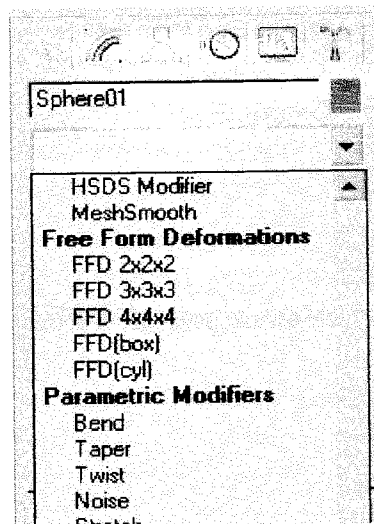 Sphere01
HSDS Modifier
MeshSmooth
Free Form Deformations
FFD 2x2x2
FFD 3x3x3
FFD 4x4x4
FFD(box)
FFD(cyl)
Parametric Modifiers
Bend
Taper
Twist
Noise